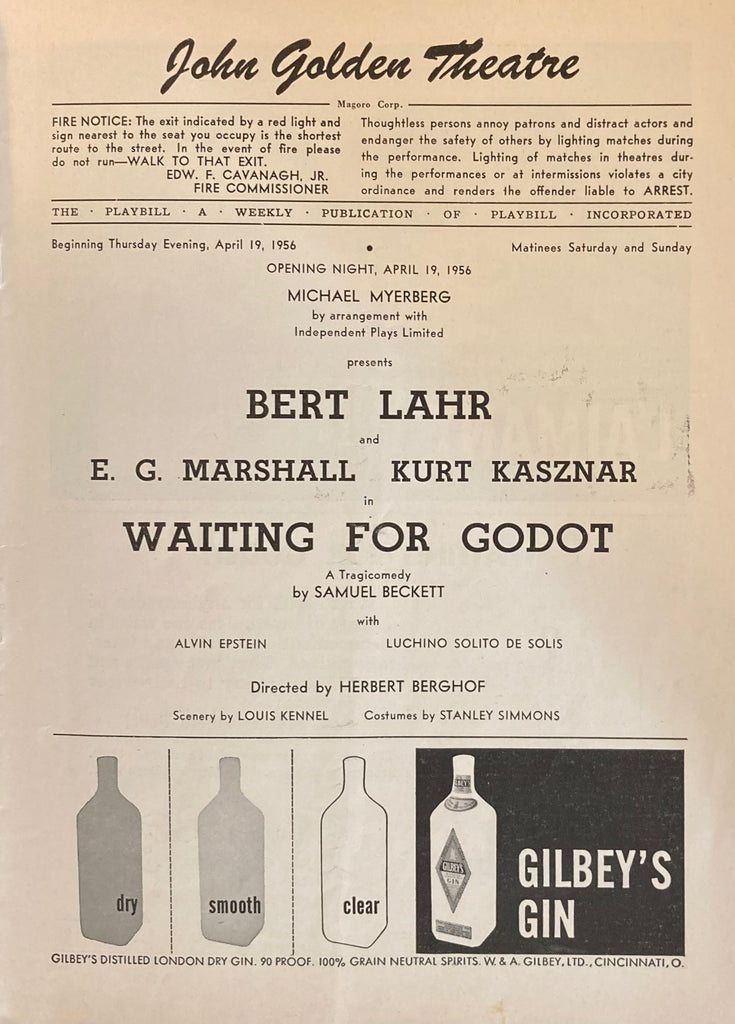 John Golden Theatre
Magoro Corp.
FIRE NOTICE: The exit indicated by a red light and
sign nearest to the seat you occupy is the shortest
route to the street. In the event of fire please
do not run—WALK TO THAT EXIT.
EDW. F. CAVANAGH, JR.
FIRE COMMISSIONER
Thoughtless persons annoy patrons and distract actors and
endanger the safety of others by lighting matches during
the performance. Lighting of matches in theatres dur-
ing the performances or at intermissions violates a city
ordinance and renders the offender liable to ARREST.
THE · PLAYBILL · A · WEEKLY · PUBLICATION · OF · PLAYBILL · INCORPORATED
Beginning Thursday Evening, April 19, 1956 • Matinees Saturday and Sunday
OPENING NIGHT, APRIL 19, 1956
MICHAEL MYERBERG
by arrangement with
Independent Plays Limited
presents
BERT LAHR
and
E. G. MARSHALL KURT KASZNAR
in
WAITING FOR GODOT
A Tragicomedy
by SAMUEL BECKETT
with
ALVIN EPSTEIN LUCHINO SOLITO DE SOLIS
Directed by HERBERT BERGHOF
Scenery by LOUIS KENNEL Costumes by STANLEY SIMMONS
dry
smooth
clear
GILBEY'S
GIN
GILBEY'S
GIN
GILBEY'S DISTILLED LONDON DRY GIN. 90 PROOF. 100% GRAIN NEUTRAL SPIRITS. W. & A. GILBEY, LTD., CINCINNATI, O.